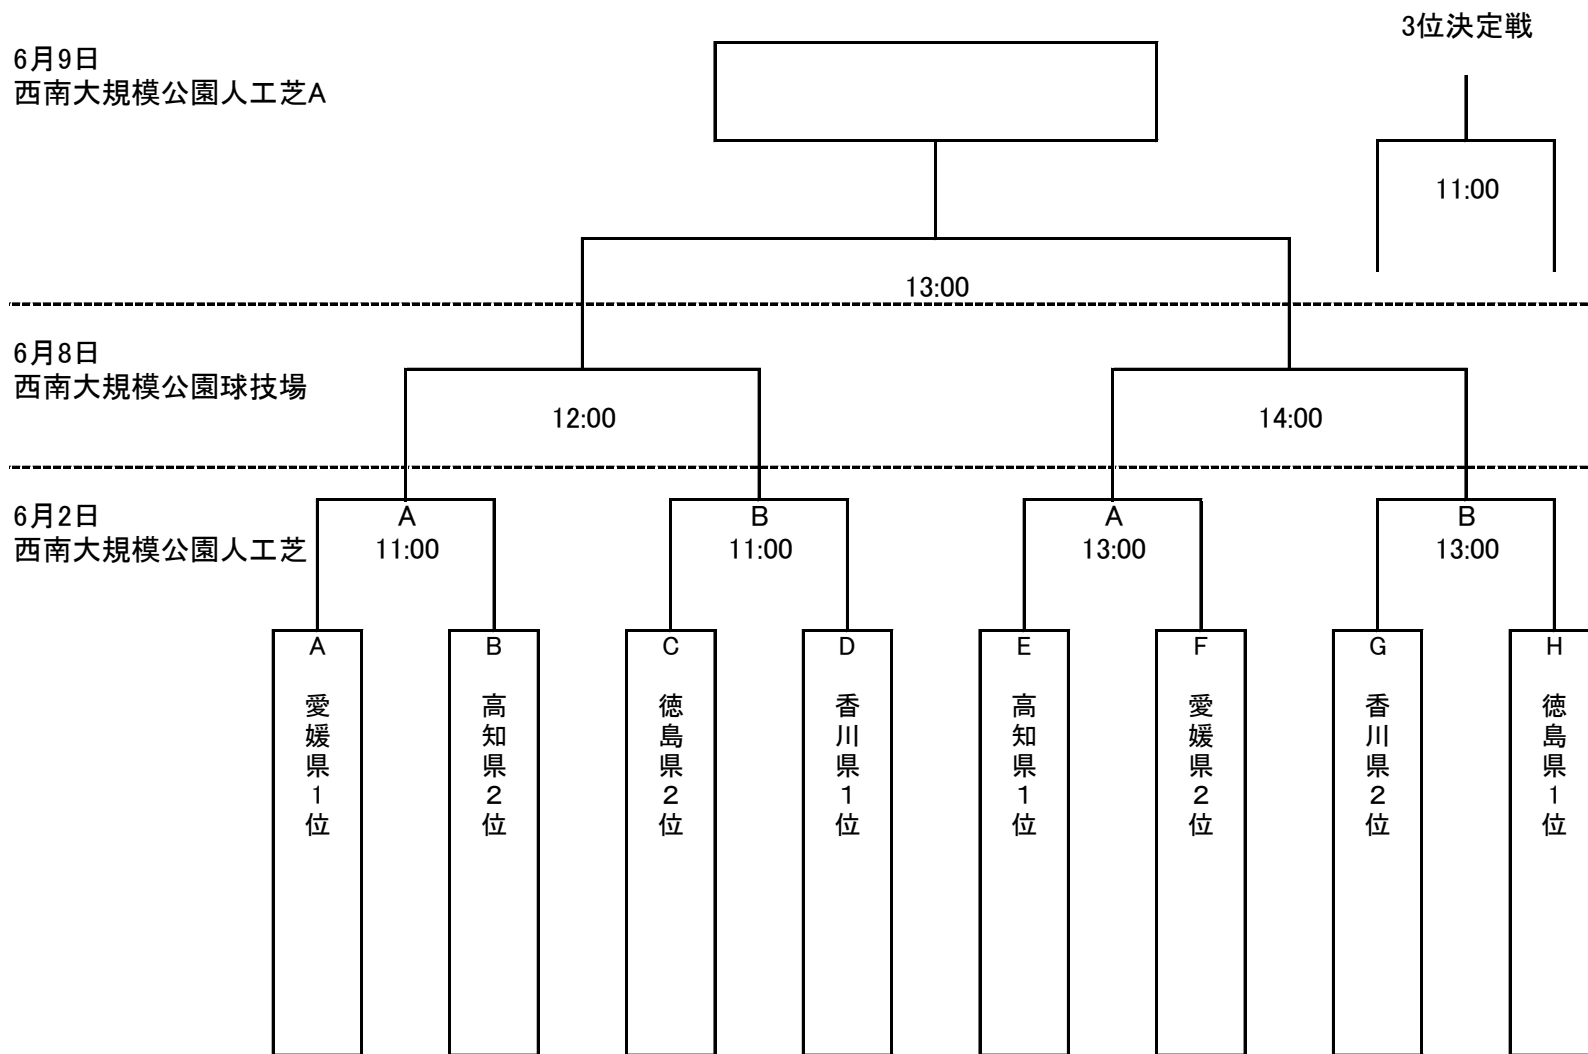 3位決定戦
6月9日
西南大規模公園人工芝A
11:00
13:00
6月8日
西南大規模公園球技場
12:00
14:00
6月2日
西南大規模公園人工芝
A
11:00
B
11:00
A
13:00
B
13:00
A
愛媛県1位
B
高知県2位
C
徳島県2位
D
香川県1位
E
高知県1位
F
愛媛県2位
G
香川県2位
H
徳島県1位